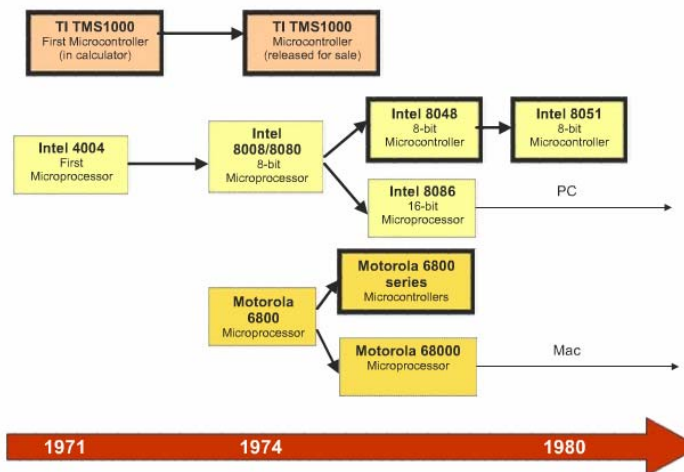 TI TMS1000
First Microcontroller
(in calculator)
TI TMS1000
Microcontroller
(released for sale)
Intel 4004
First
Microprocessor
Intel
8008/8080
8-bit
Microprocessor
Intel 8048
8-bit
Microcontroller
Intel 8051
8-bit
Microcontroller
Intel 8086
16-bit
Microprocessor
PC
Motorola
6800
Microprocessor
Motorola 6800
series
Microcontrollers
Motorola 68000
Microprocessor
Mac
1971
1974
1980